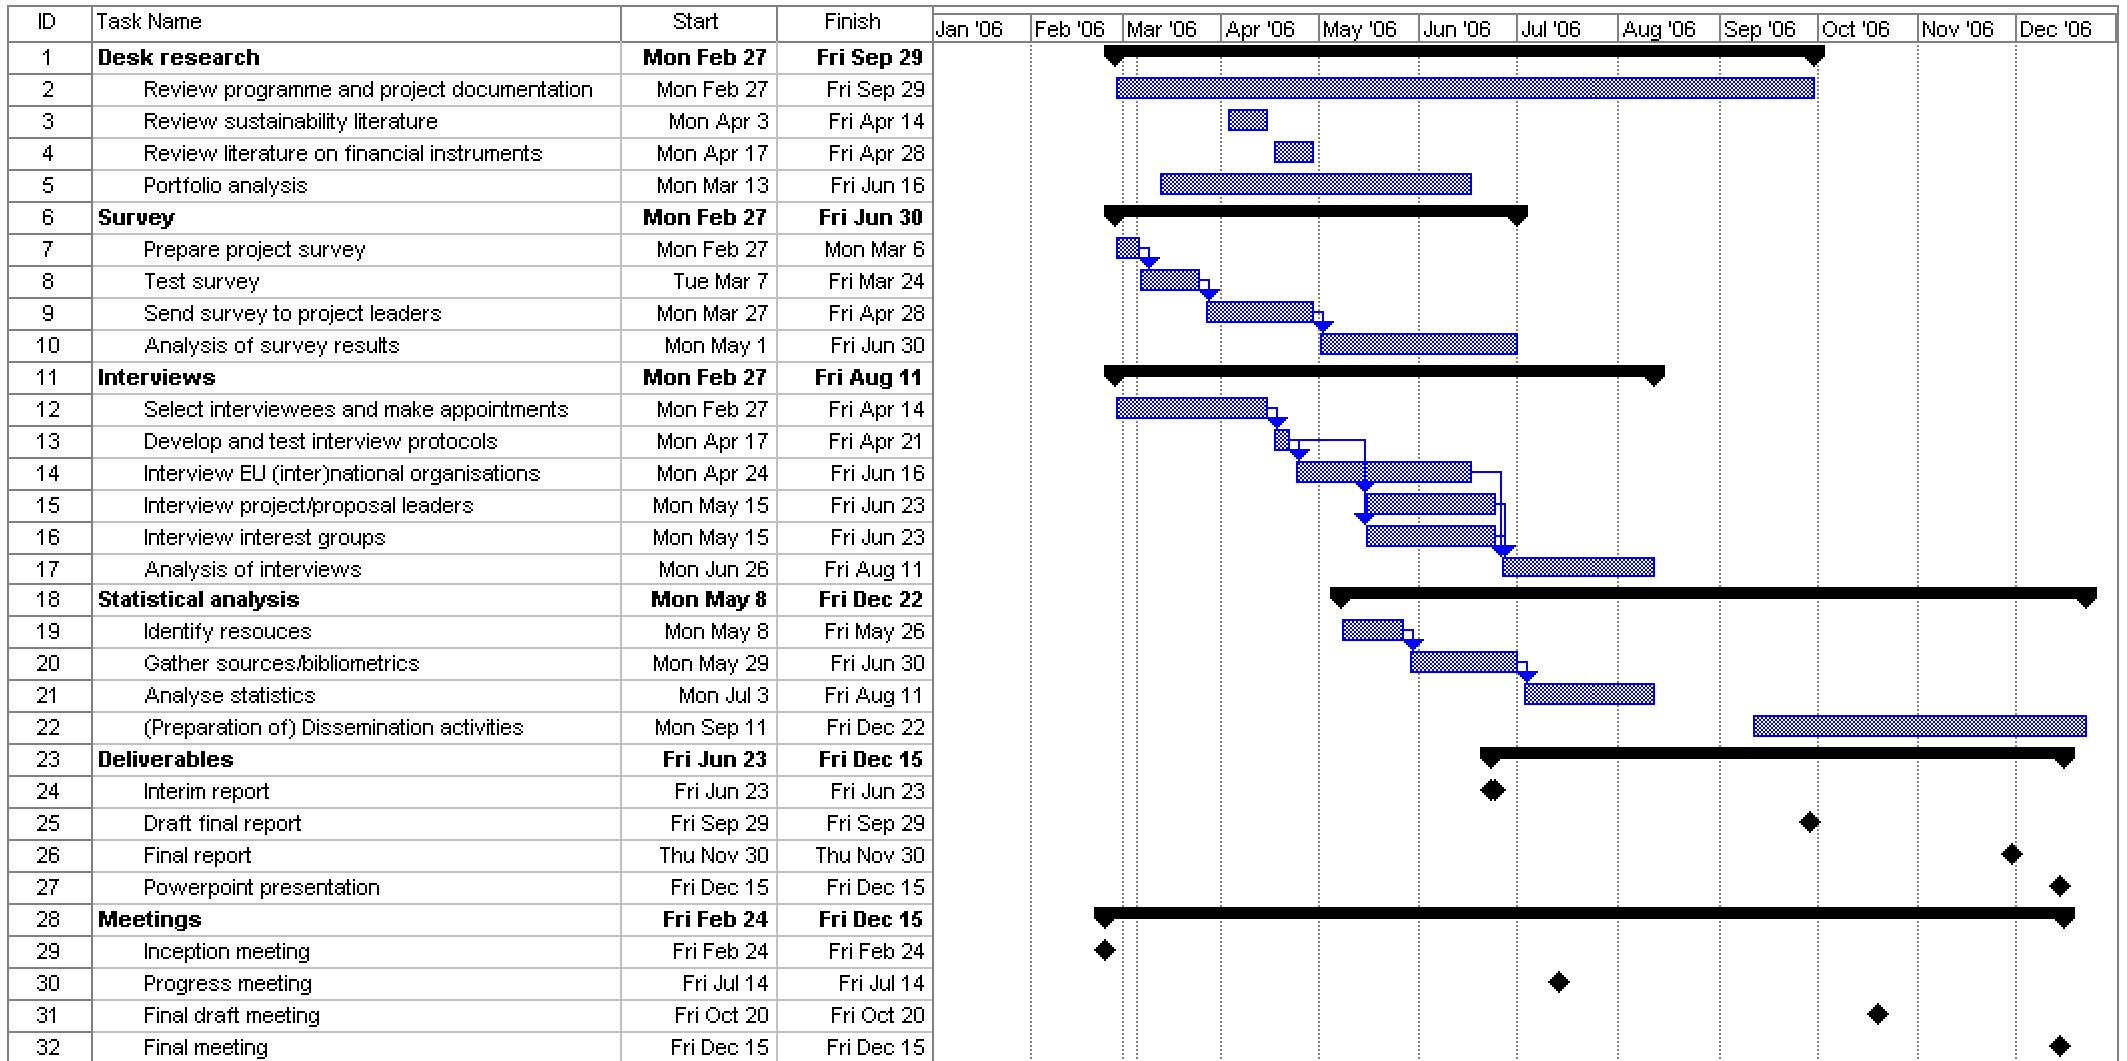 ID Task Name Start Finish Jan '06 Feb '06 Mar '06 Apr '06 May '06 Jun '06 Jul '06 Aug '06 Sep '06 Oct '06 Nov '06 Dec '06
1 Desk research Mon Feb 27 Fri Sep 29
2 Review programme and project documentation Mon Feb 27 Fri Sep 29
3 Review sustainability literature Mon Apr 3 Fri Apr 14
4 Review literature on financial instruments Mon Apr 17 Fri Apr 28
5 Portfolio analysis Mon Mar 13 Fri Jun 16
6 Survey Mon Feb 27 Fri Jun 30
7 Prepare project survey Mon Feb 27 Mon Mar 6
8 Test survey Tue Mar 7 Fri Mar 24
9 Send survey to project leaders Mon Mar 27 Fri Apr 28
10 Analysis of survey results Mon May 1 Fri Jun 30
11 Interviews Mon Feb 27 Fri Aug 11
12 Select interviewees and make appointments Mon Feb 27 Fri Apr 14
13 Develop and test interview protocols Mon Apr 17 Fri Apr 21
14 Interview EU (inter)national organisations Mon Apr 24 Fri Jun 16
15 Interview project/proposal leaders Mon May 15 Fri Jun 23
16 Interview interest groups Mon May 15 Fri Jun 23
17 Analysis of interviews Mon Jun 26 Fri Aug 11
18 Statistical analysis Mon May 8 Fri Dec 22
19 Identify resouces Mon May 8 Fri May 26
20 Gather sources/bibliometrics Mon May 29 Fri Jun 30
21 Analyse statistics Mon Jul 3 Fri Aug 11
22 (Preparation of) Dissemination activities Mon Sep 11 Fri Dec 22
23 Deliverables Fri Jun 23 Fri Dec 15
24 Interim report Fri Jun 23 Fri Jun 23
25 Draft final report Fri Sep 29 Fri Sep 29
26 Final report Thu Nov 30 Thu Nov 30
27 Powerpoint presentation Fri Dec 15 Fri Dec 15
28 Meetings Fri Feb 24 Fri Dec 15
29 Inception meeting Fri Feb 24 Fri Feb 24
30 Progress meeting Fri Jul 14 Fri Jul 14
31 Final draft meeting Fri Oct 20 Fri Oct 20
32 Final meeting Fri Dec 15 Fri Dec 15